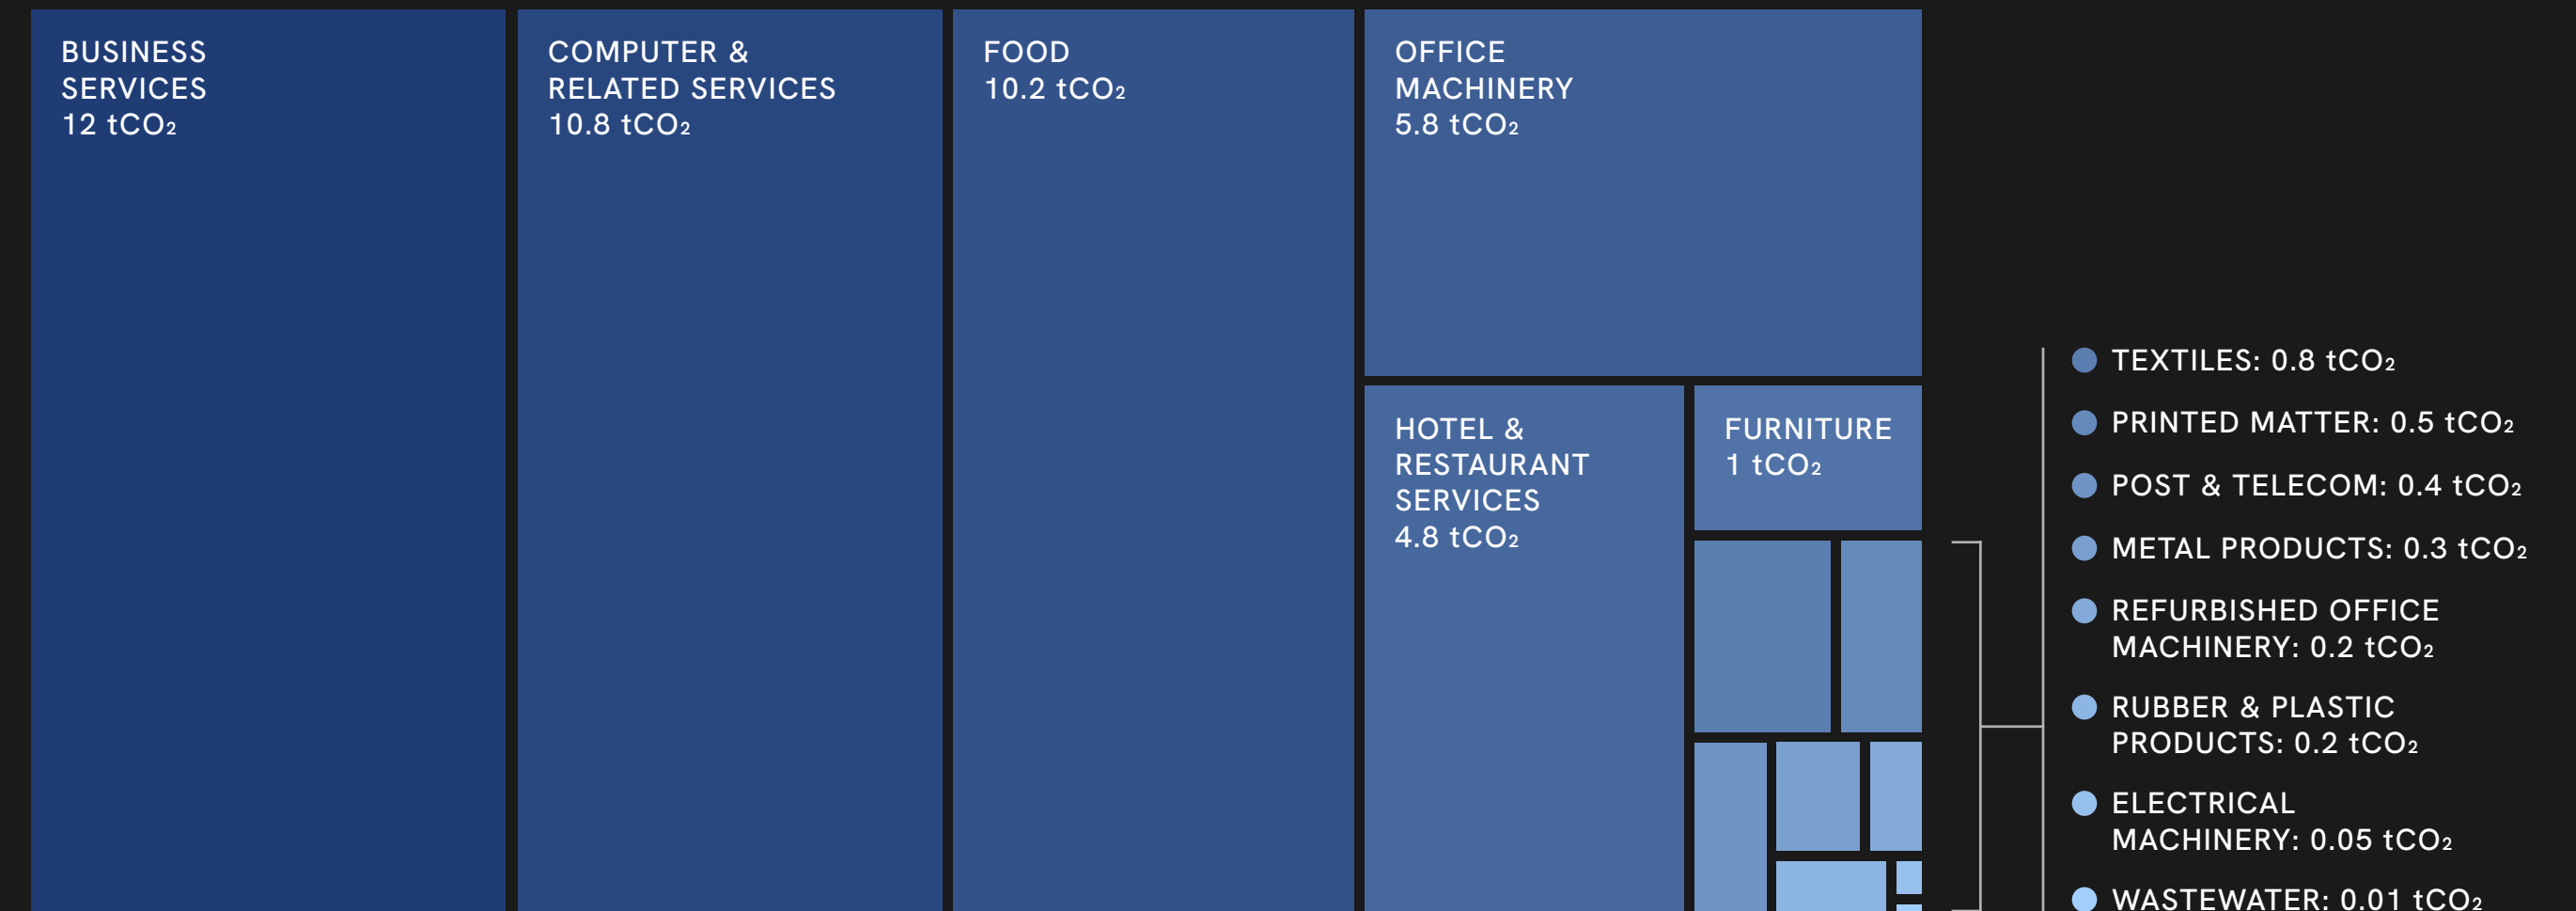 BUSINESS
SERVICES
12 tCO₂
COMPUTER &
RELATED SERVICES
10.8 tCO₂
FOOD
10.2 tCO₂
OFFICE
MACHINERY
5.8 tCO₂
HOTEL &
RESTAURANT
SERVICES
4.8 tCO₂
FURNITURE
1 tCO₂
TEXTILES: 0.8 tCO₂
PRINTED MATTER: 0.5 tCO₂
POST & TELECOM: 0.4 tCO₂
METAL PRODUCTS: 0.3 tCO₂
REFURBISHED OFFICE
MACHINERY: 0.2 tCO₂
RUBBER & PLASTIC
PRODUCTS: 0.2 tCO₂
ELECTRICAL
MACHINERY: 0.05 tCO₂
WASTEWATER: 0.01 tCO₂